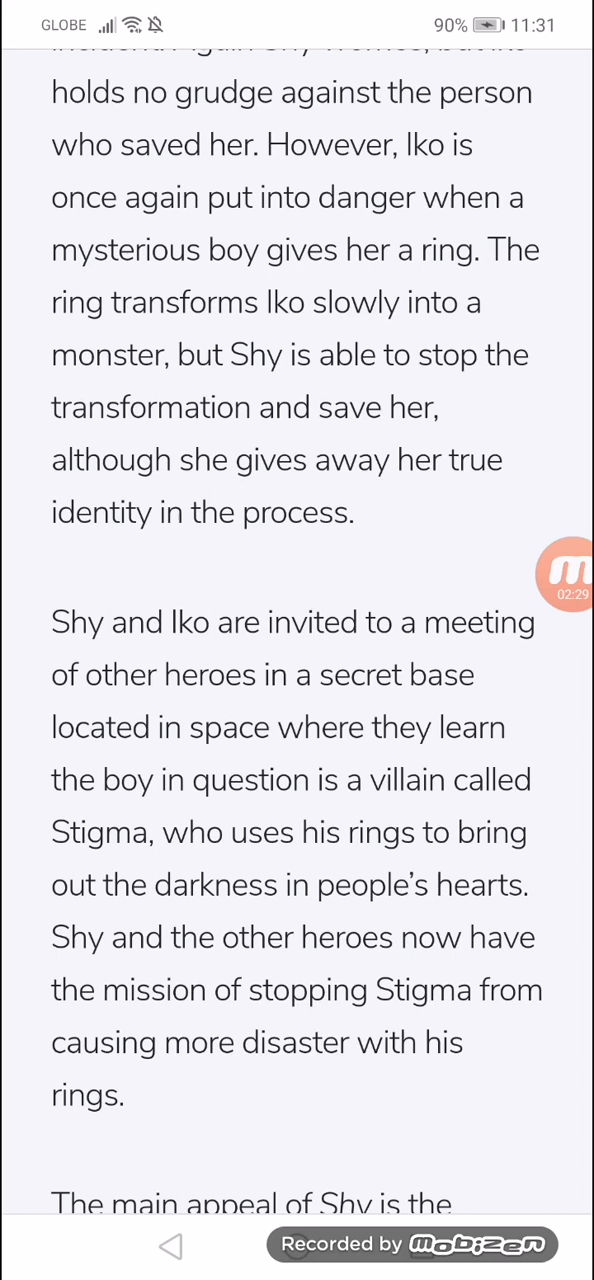 GLOBE 90% 11:31
holds no grudge against the person
who saved her. However, Iko is
once again put into danger when a
mysterious boy gives her a ring. The
ring transforms Iko slowly into a
monster, but Shy is able to stop the
transformation and save her,
although she gives away her true
identity in the process.
02:29
Shy and Iko are invited to a meeting
of other heroes in a secret base
located in space where they learn
the boy in question is a villain called
Stigma, who uses his rings to bring
out the darkness in people's hearts.
Shy and the other heroes now have
the mission of stopping Stigma from
causing more disaster with his
rings.
The main appeal of Shy is the
Recorded by mobizen